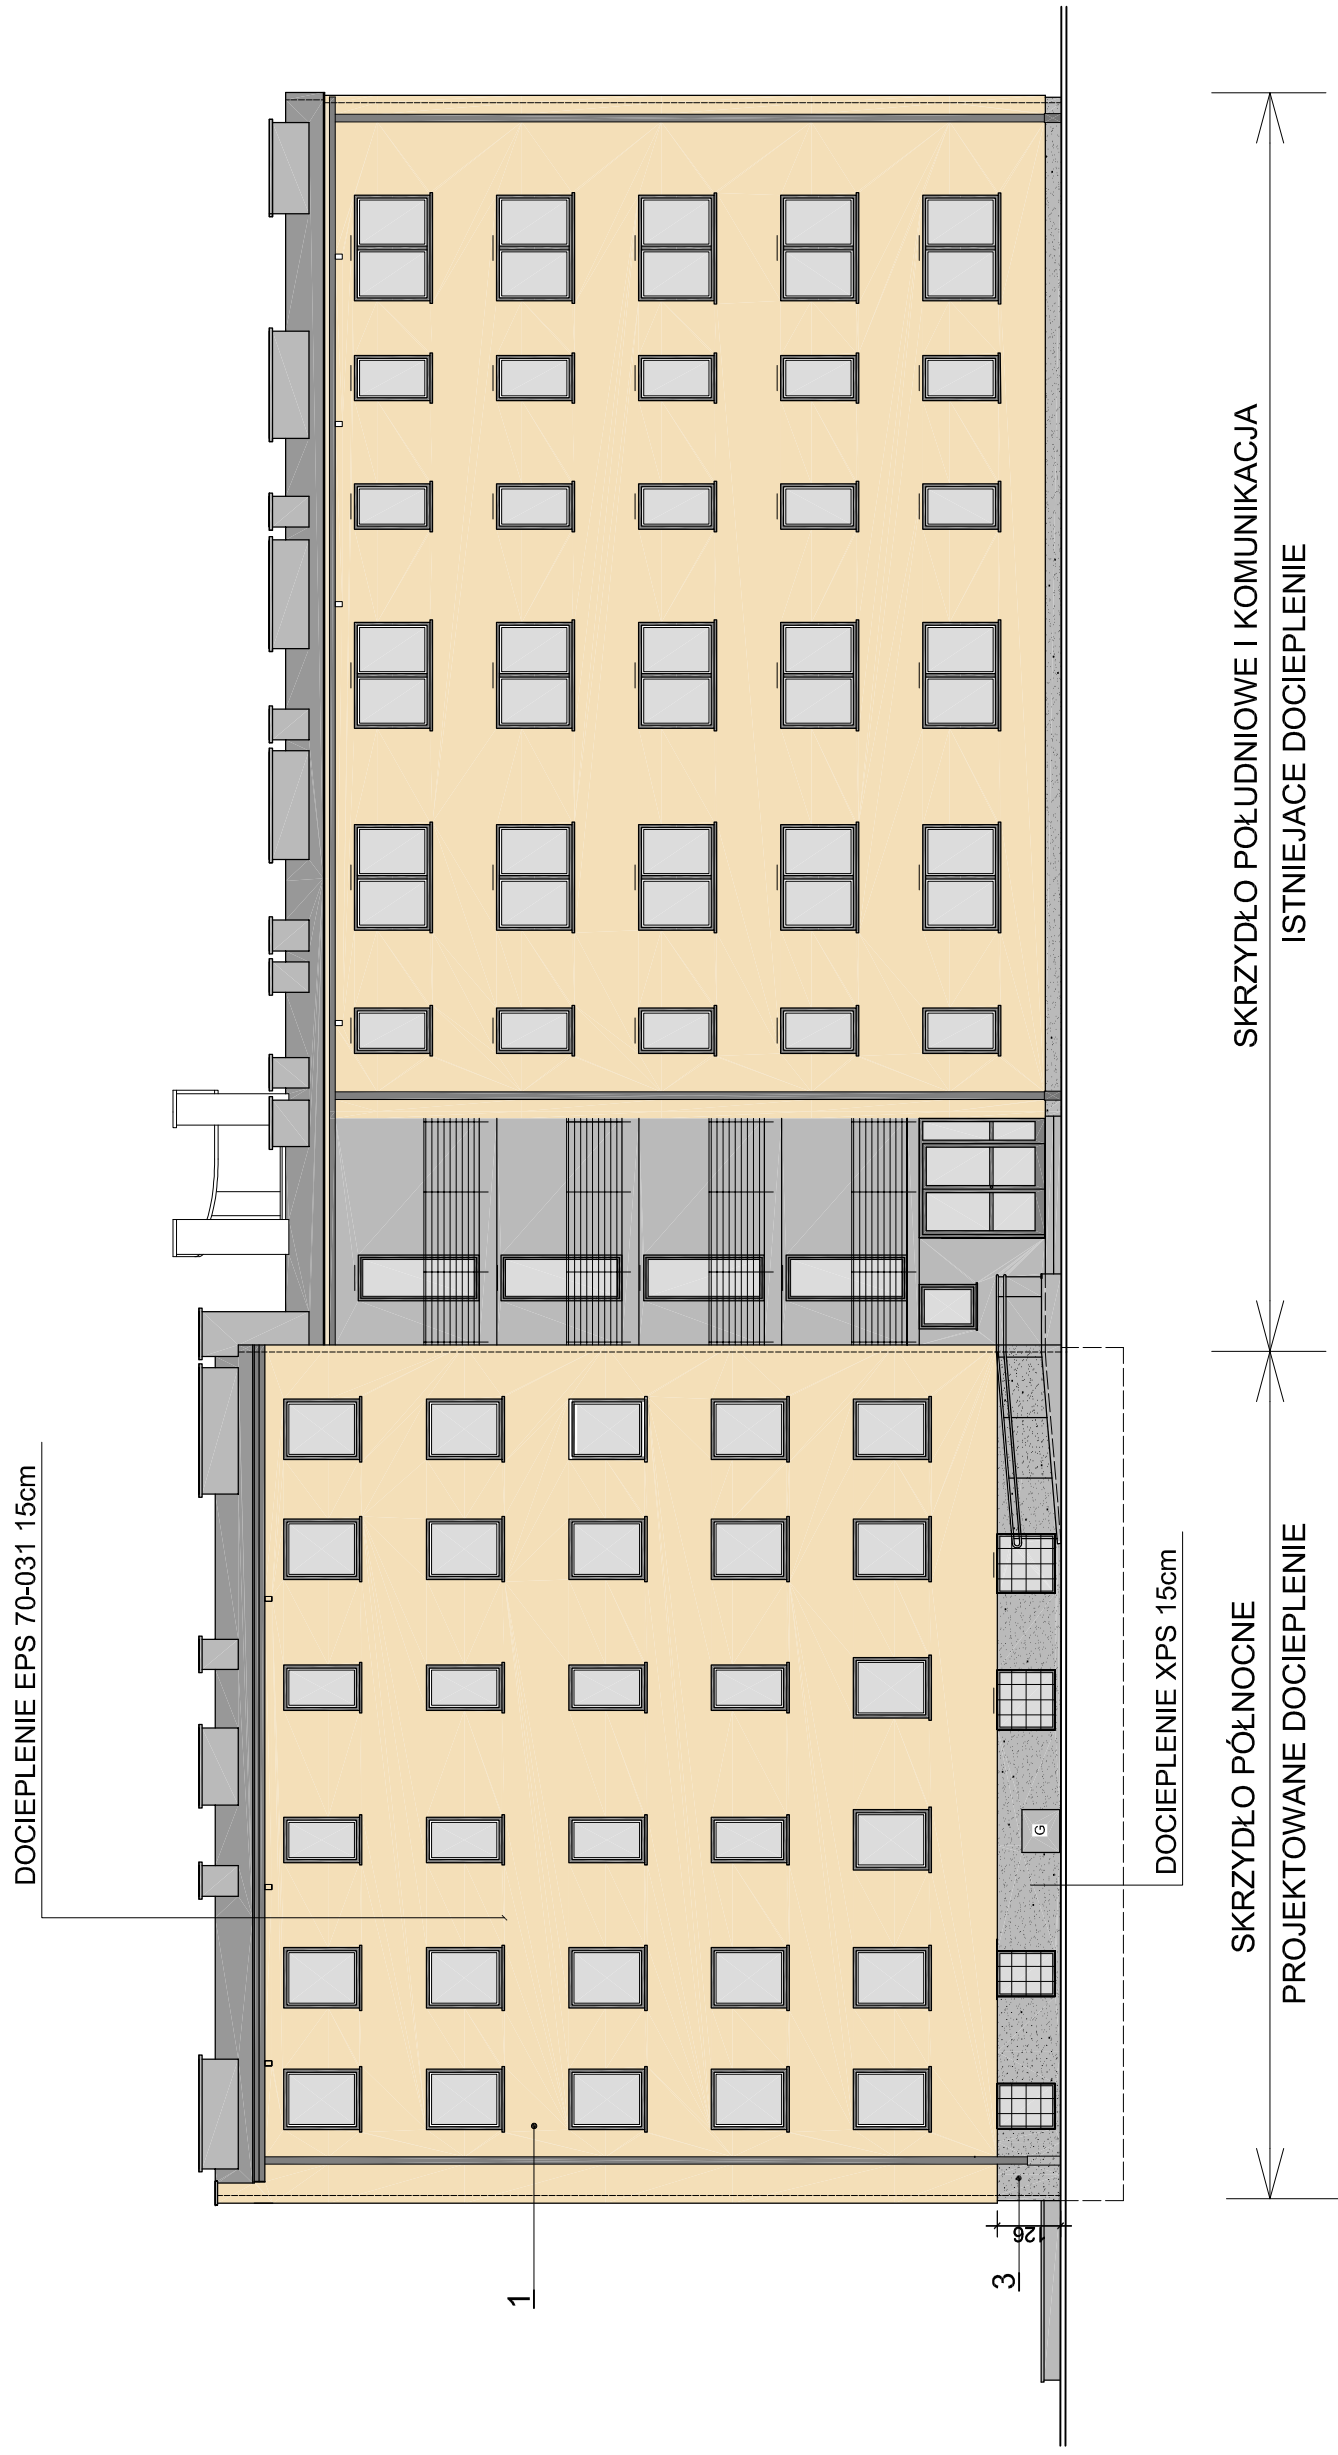 DOCIEPLENIE EPS 70-031 15cm
1
3
126
G
DOCIEPLENIE XPS 15cm
SKRZYDŁO PÓŁNOCNE
PROJEKTOWANE DOCIEPLENIE
SKRZYDŁO POŁUDNIOWE I KOMUNIKACJA
ISTNIEJACE DOCIEPLENIE